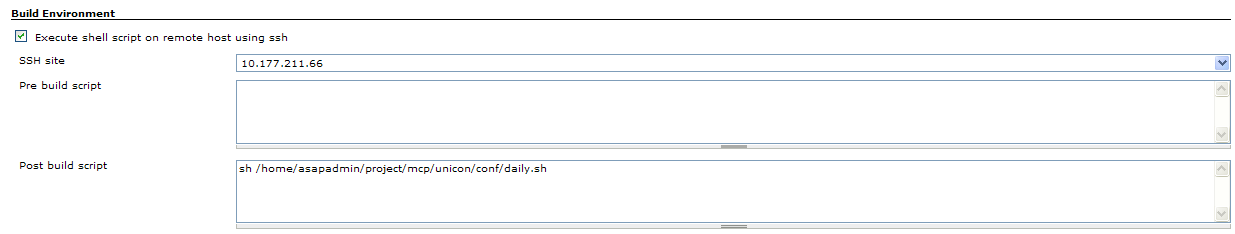 Build Environment
Execute shell script on remote host using ssh
SSH site
10.177.211.66
Pre build script
Post build script
sh /home/asapadmin/project/mcp/unicon/conf/daily.sh